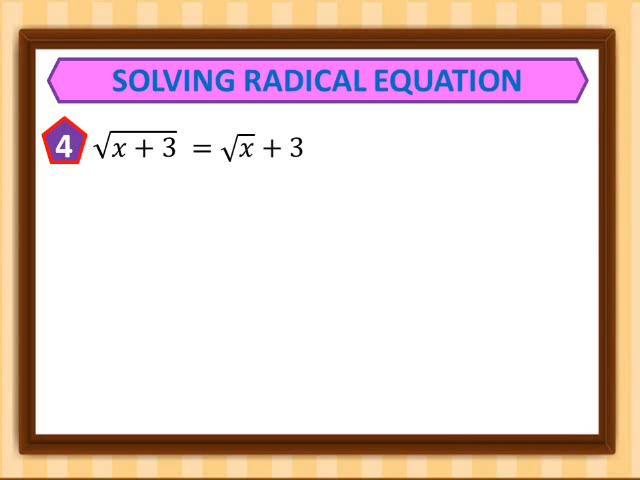 SOLVING RADICAL EQUATION
4 √(x + 3) = √x + 3